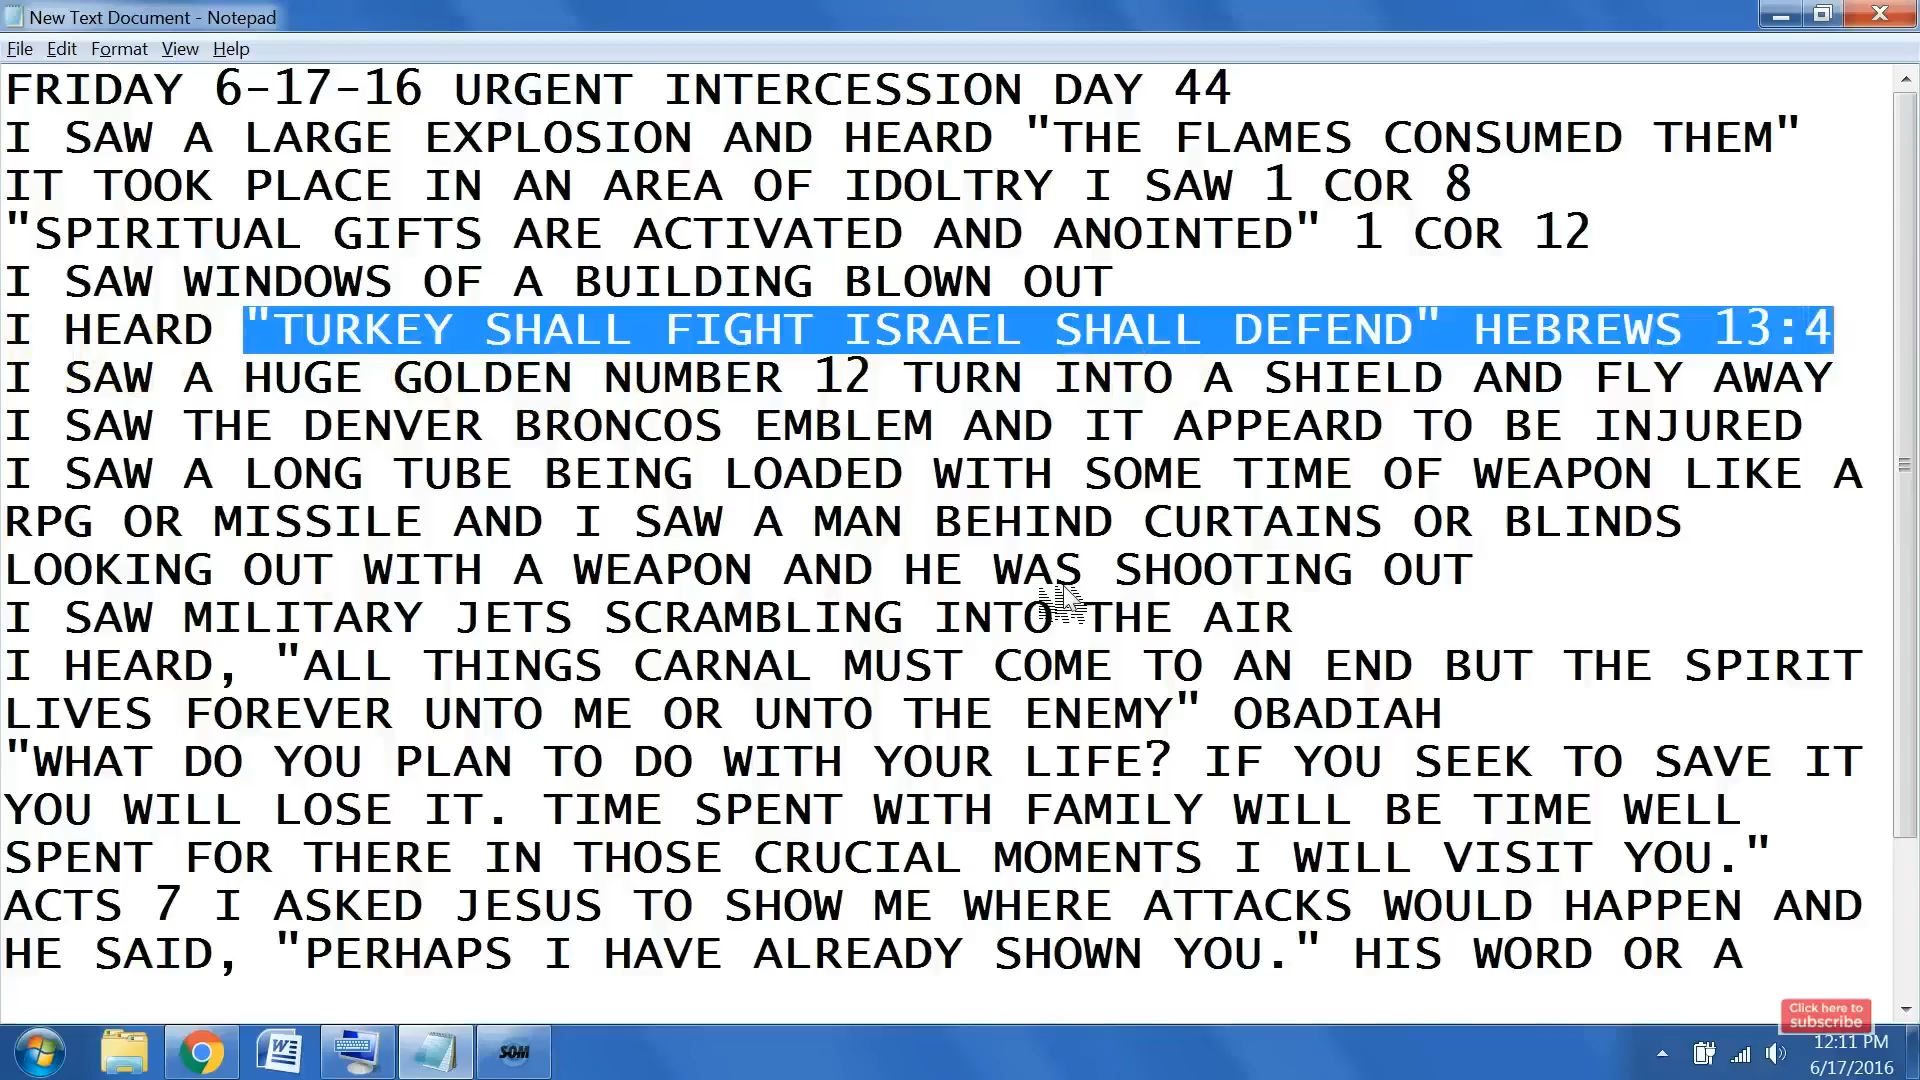 New Text Document - Notepad
File Edit Format View Help
FRIDAY 6-17-16 URGENT INTERCESSION DAY 44
I SAW A LARGE EXPLOSION AND HEARD "THE FLAMES CONSUMED THEM"
IT TOOK PLACE IN AN AREA OF IDOLTRY I SAW 1 COR 8
"SPIRITUAL GIFTS ARE ACTIVATED AND ANOINTED" 1 COR 12
I SAW WINDOWS OF A BUILDING BLOWN OUT
I HEARD "TURKEY SHALL FIGHT ISRAEL SHALL DEFEND" HEBREWS 13:4
I SAW A HUGE GOLDEN NUMBER 12 TURN INTO A SHIELD AND FLY AWAY
I SAW THE DENVER BRONCOS EMBLEM AND IT APPEARD TO BE INJURED
I SAW A LONG TUBE BEING LOADED WITH SOME TIME OF WEAPON LIKE A
RPG OR MISSILE AND I SAW A MAN BEHIND CURTAINS OR BLINDS
LOOKING OUT WITH A WEAPON AND HE WAS SHOOTING OUT
I SAW MILITARY JETS SCRAMBLING INTO THE AIR
I HEARD, "ALL THINGS CARNAL MUST COME TO AN END BUT THE SPIRIT
LIVES FOREVER UNTO ME OR UNTO THE ENEMY" OBADIAH
"WHAT DO YOU PLAN TO DO WITH YOUR LIFE? IF YOU SEEK TO SAVE IT
YOU WILL LOSE IT. TIME SPENT WITH FAMILY WILL BE TIME WELL
SPENT FOR THERE IN THOSE CRUCIAL MOMENTS I WILL VISIT YOU."
ACTS 7 I ASKED JESUS TO SHOW ME WHERE ATTACKS WOULD HAPPEN AND
HE SAID, "PERHAPS I HAVE ALREADY SHOWN YOU." HIS WORD OR A
Click here to
subscribe
SOM
12:11 PM
6/17/2016